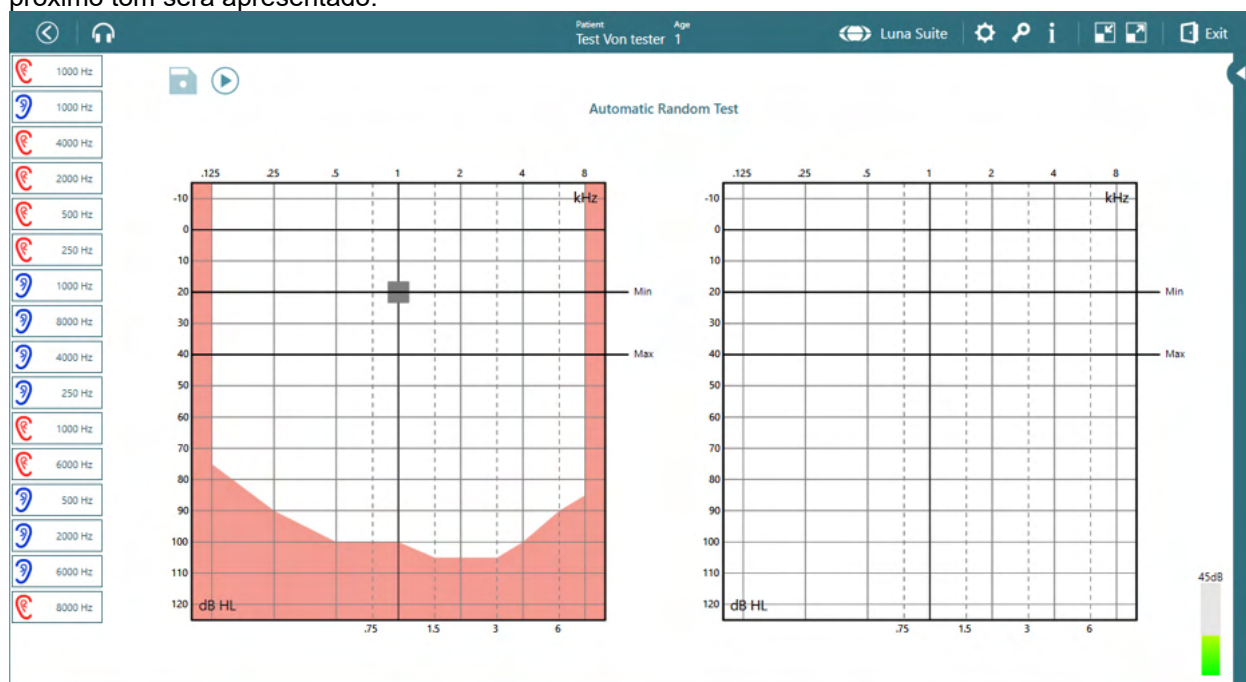 próximo tom será apresentado.
Patient Age
Test Von tester 1
Luna Suite
Exit
1000 Hz
1000 Hz
4000 Hz
2000 Hz
500 Hz
250 Hz
1000 Hz
8000 Hz
4000 Hz
250 Hz
1000 Hz
6000 Hz
500 Hz
2000 Hz
6000 Hz
8000 Hz
Automatic Random Test
.125 .25 .5 1 2 4 8
kHz
-10
0
10
20
30
40
50
60
70
80
90
100
110
120
Min
Max
dB HL
.75 1.5 3 6
.125 .25 .5 1 2 4 8
kHz
-10
0
10
20
30
40
50
60
70
80
90
100
110
120
Min
Max
dB HL
.75 1.5 3 6
45dB